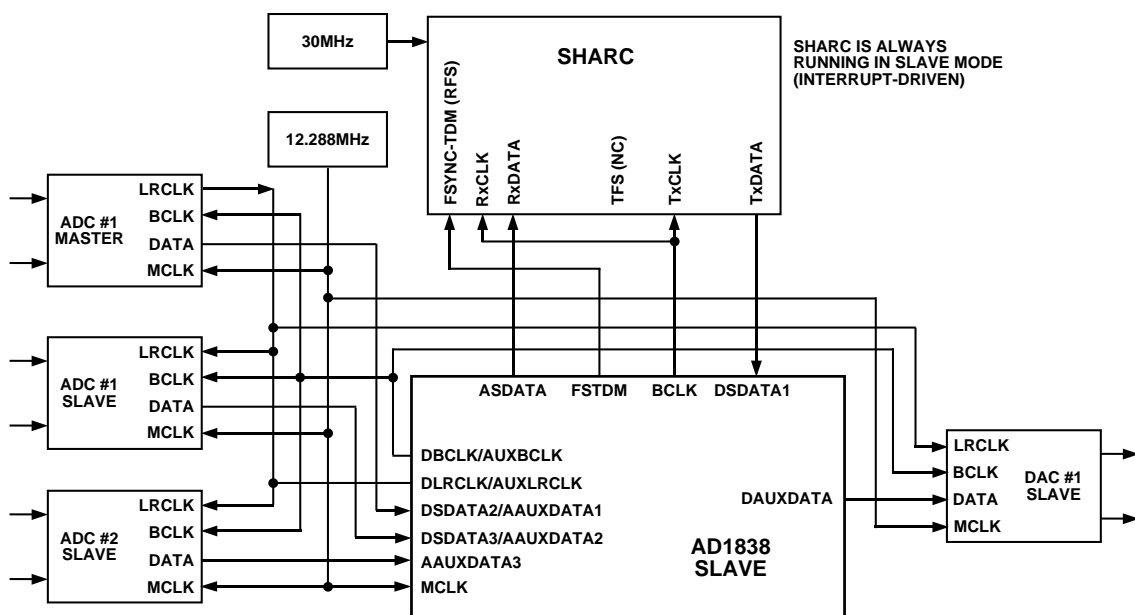 30MHz
SHARC
SHARC IS ALWAYS
RUNNING IN SLAVE MODE
(INTERRUPT-DRIVEN)
12.288MHz
FSYNC-TDM (RFS)
RxCLK
RxDATA
TFS (NC)
TxCLK
TxDATA
ADC #1
MASTER
LRCLK
BCLK
DATA
MCLK
ADC #1
SLAVE
LRCLK
BCLK
DATA
MCLK
ADC #2
SLAVE
LRCLK
BCLK
DATA
MCLK
ASDATA
FSTDM
BCLK
DSDATA1
DBCLK/AUXBCLK
DLRCLK/AUXLRCLK
DSDATA2/AAUXDATA1
DSDATA3/AAUXDATA2
AAUXDATA3
MCLK
DAUXDATA
AD1838
SLAVE
LRCLK
BCLK
DATA
MCLK
DAC #1
SLAVE